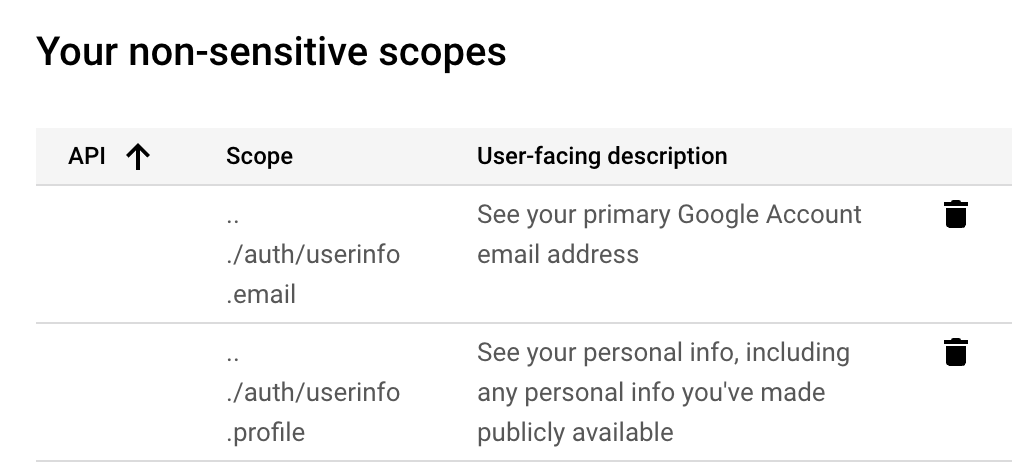 Your non-sensitive scopes
API Scope User-facing description
.. See your primary Google Account
./auth/userinfo email address
.email
.. See your personal info, including
./auth/userinfo any personal info you've made
.profile publicly available